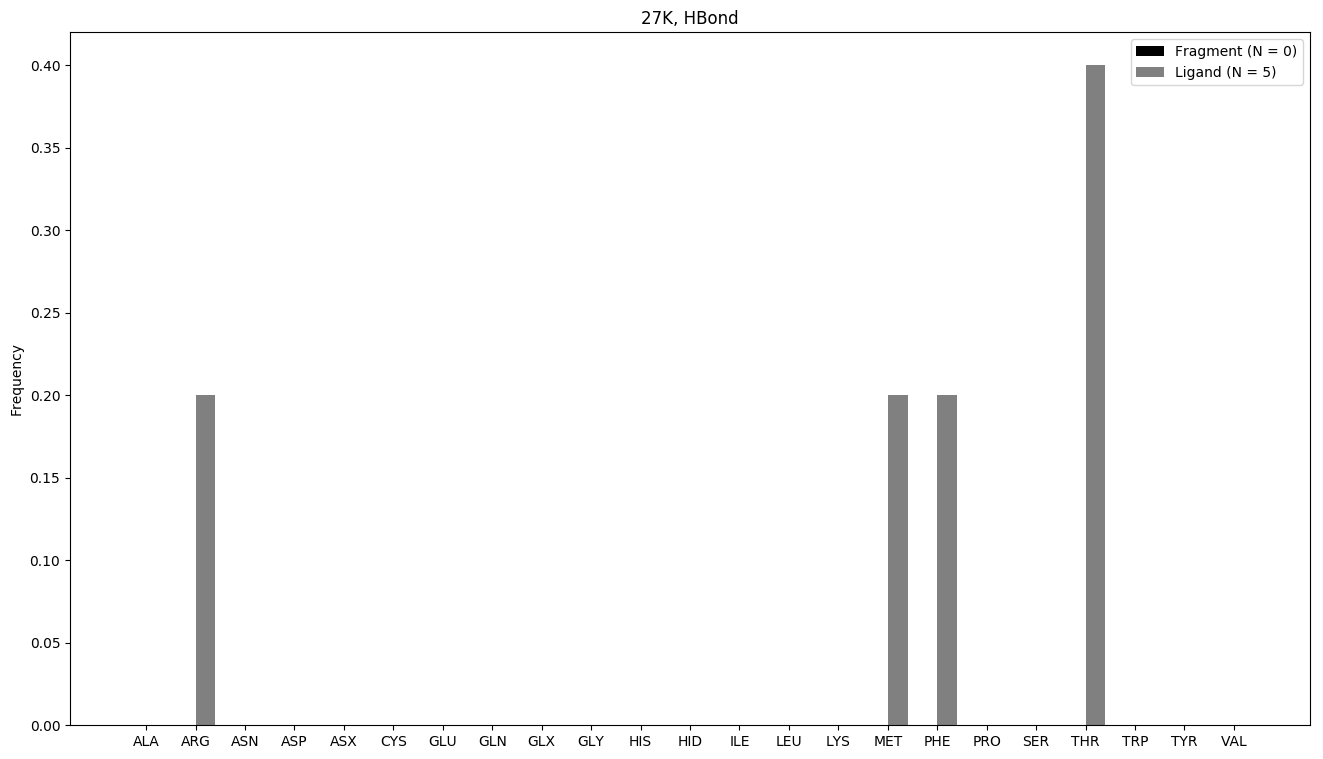 27K, HBond
Fragment (N = 0)
Ligand (N = 5)
0.40
0.35
0.30
0.25
0.20
0.15
0.10
0.05
0.00
Frequency
ALA ARG ASN ASP ASX CYS GLU GLN GLX GLY HIS HID ILE LEU LYS MET PHE PRO SER THR TRP TYR VAL